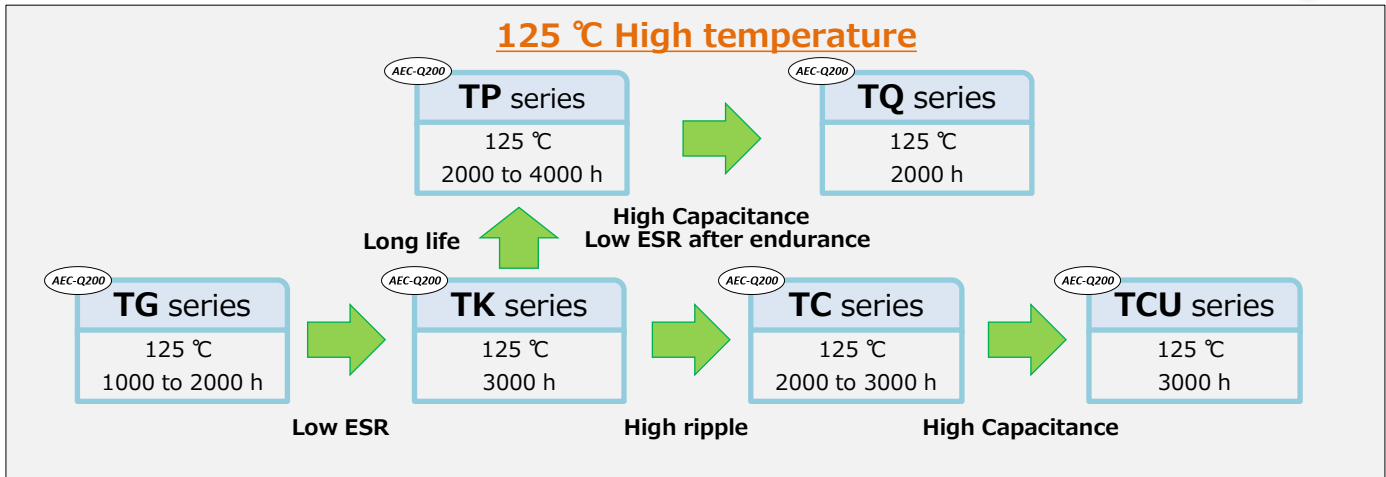 125 ℃ High temperature
AEC-Q200
TP series
125 ℃
2000 to 4000 h
AEC-Q200
TQ series
125 ℃
2000 h
Long life
High Capacitance
Low ESR after endurance
AEC-Q200
TG series
125 ℃
1000 to 2000 h
AEC-Q200
TK series
125 ℃
3000 h
AEC-Q200
TC series
125 ℃
2000 to 3000 h
AEC-Q200
TCU series
125 ℃
3000 h
Low ESR
High ripple
High Capacitance